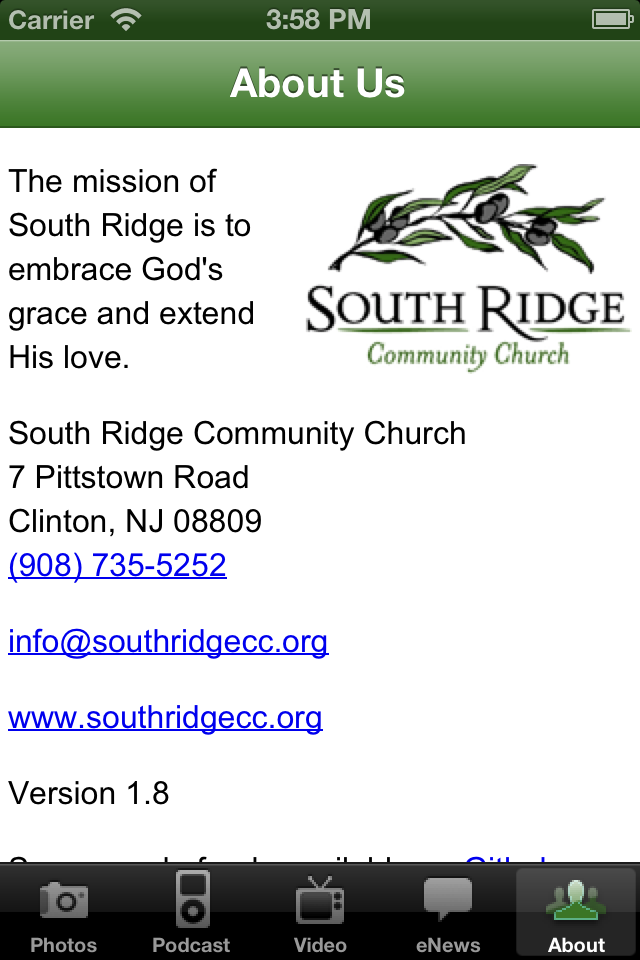 Carrier 3:58 PM
About Us
The mission of
South Ridge is to
embrace God's
grace and extend
His love.
SOUTH RIDGE
Community Church
South Ridge Community Church
7 Pittstown Road
Clinton, NJ 08809
(908) 735-5252
info@southridgecc.org
www.southridgecc.org
Version 1.8
Photos Podcast Video eNews About